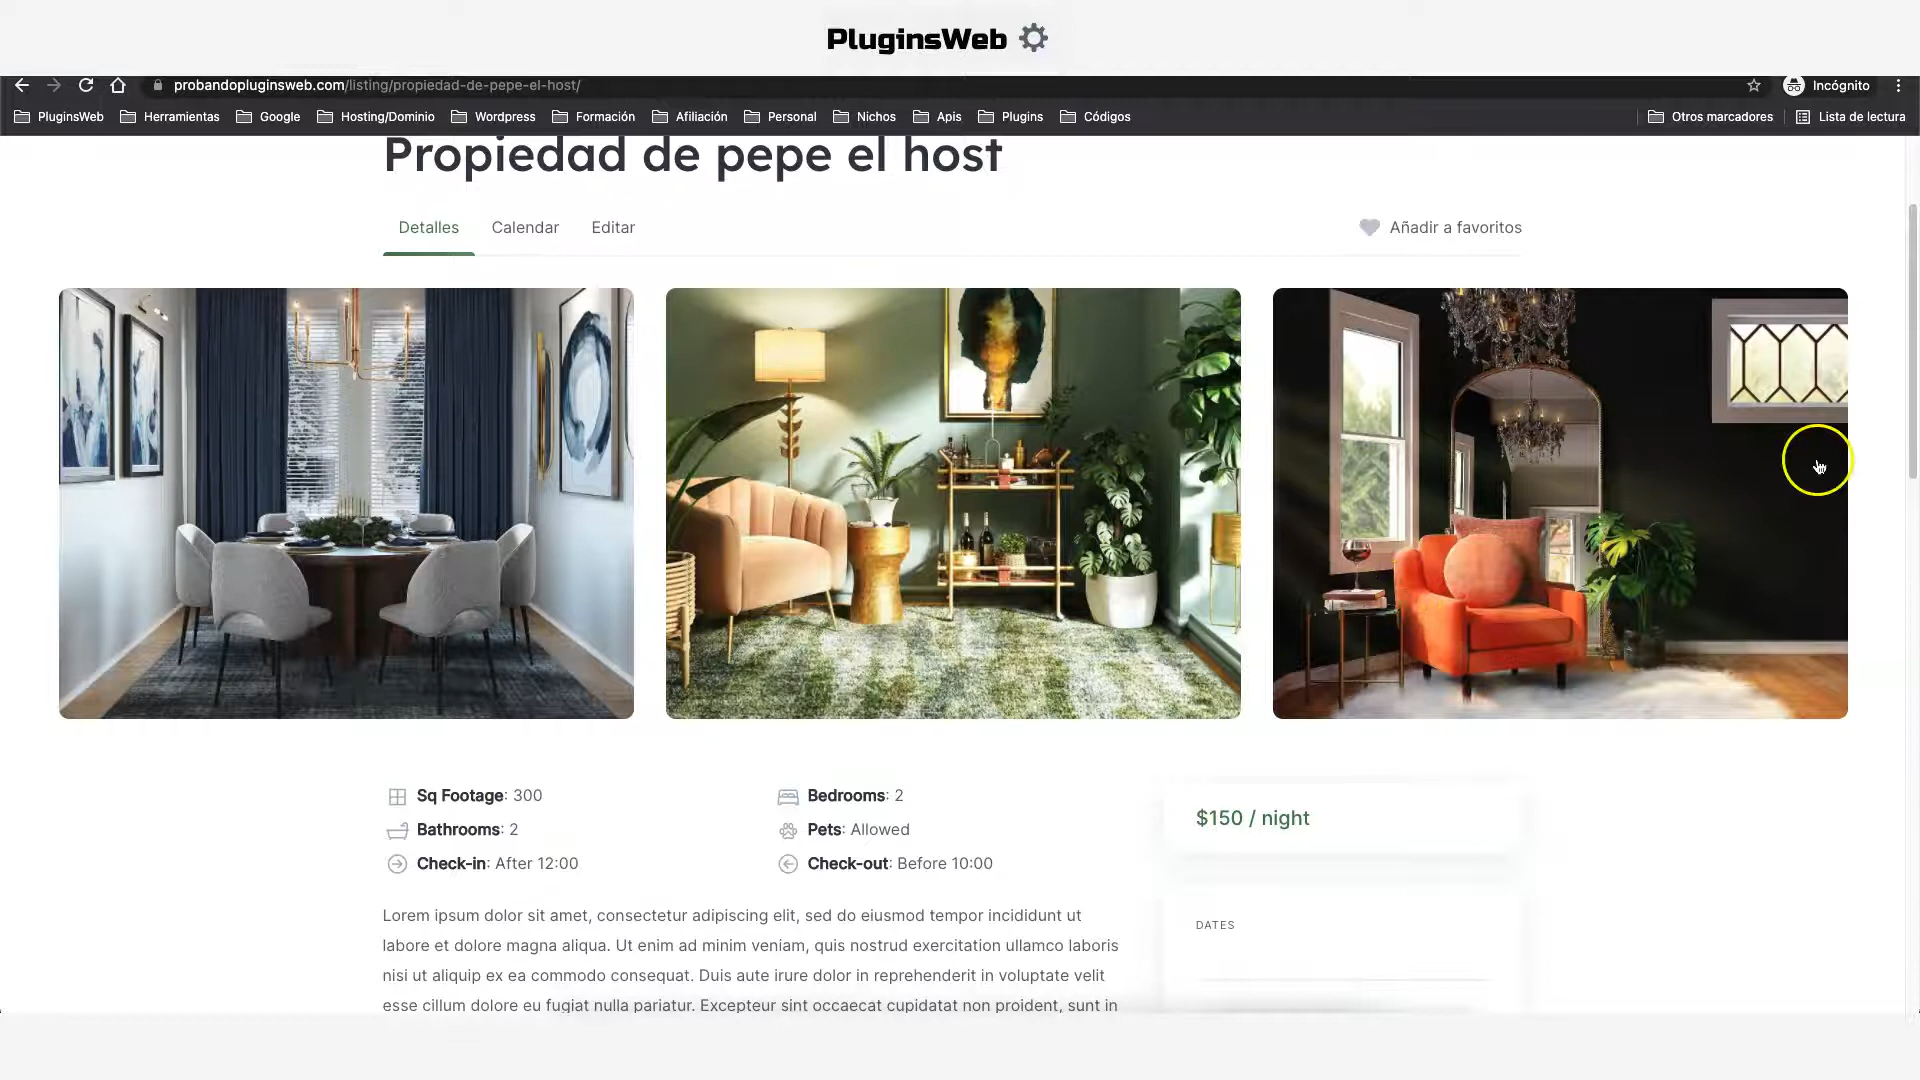 PluginsWeb
probandopluginsweb.com/listing/propiedad-de-pepe-el-host/
Incógnito
PluginsWeb Herramientas Google Hosting/Dominio Wordpress Formación Afiliación Personal Nichos Apis Plugins Códigos Otros marcadores Lista de lectura
Propiedad de pepe el host
Detalles Calendar Editar Añadir a favoritos
Sq Footage: 300 Bedrooms: 2
Bathrooms: 2 Pets: Allowed
Check-in: After 12:00 Check-out: Before 10:00
$150 / night
Lorem ipsum dolor sit amet, consectetur adipiscing elit, sed do eiusmod tempor incididunt ut
labore et dolore magna aliqua. Ut enim ad minim veniam, quis nostrud exercitation ullamco laboris
nisi ut aliquip ex ea commodo consequat. Duis aute irure dolor in reprehenderit in voluptate velit
esse cillum dolore eu fugiat nulla pariatur. Excepteur sint occaecat cupidatat non proident, sunt in
DATES